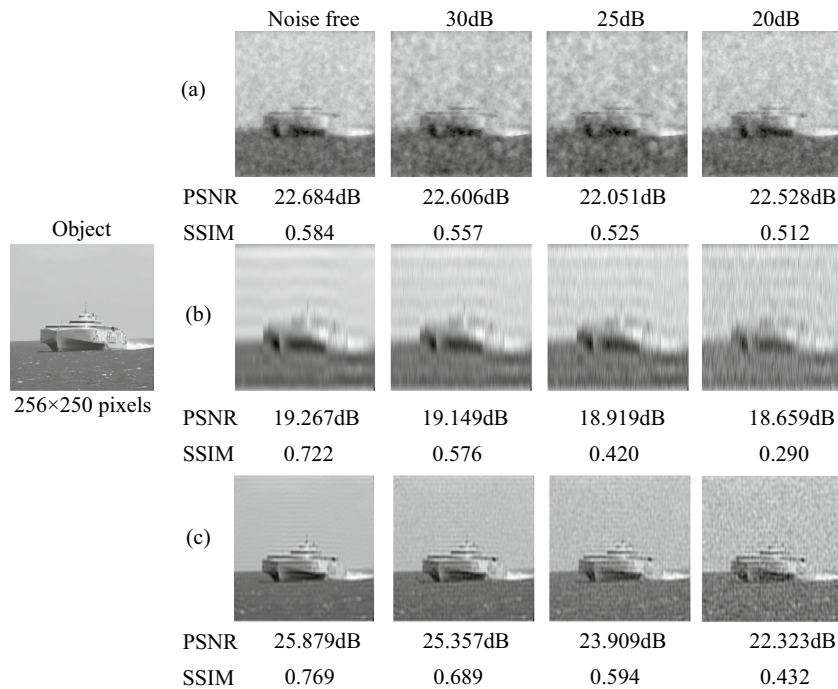 Noise free 30dB 25dB 20dB
(a)
PSNR 22.684dB 22.606dB 22.051dB 22.528dB
SSIM 0.584 0.557 0.525 0.512
Object
256×250 pixels
(b)
PSNR 19.267dB 19.149dB 18.919dB 18.659dB
SSIM 0.722 0.576 0.420 0.290
(c)
PSNR 25.879dB 25.357dB 23.909dB 22.323dB
SSIM 0.769 0.689 0.594 0.432